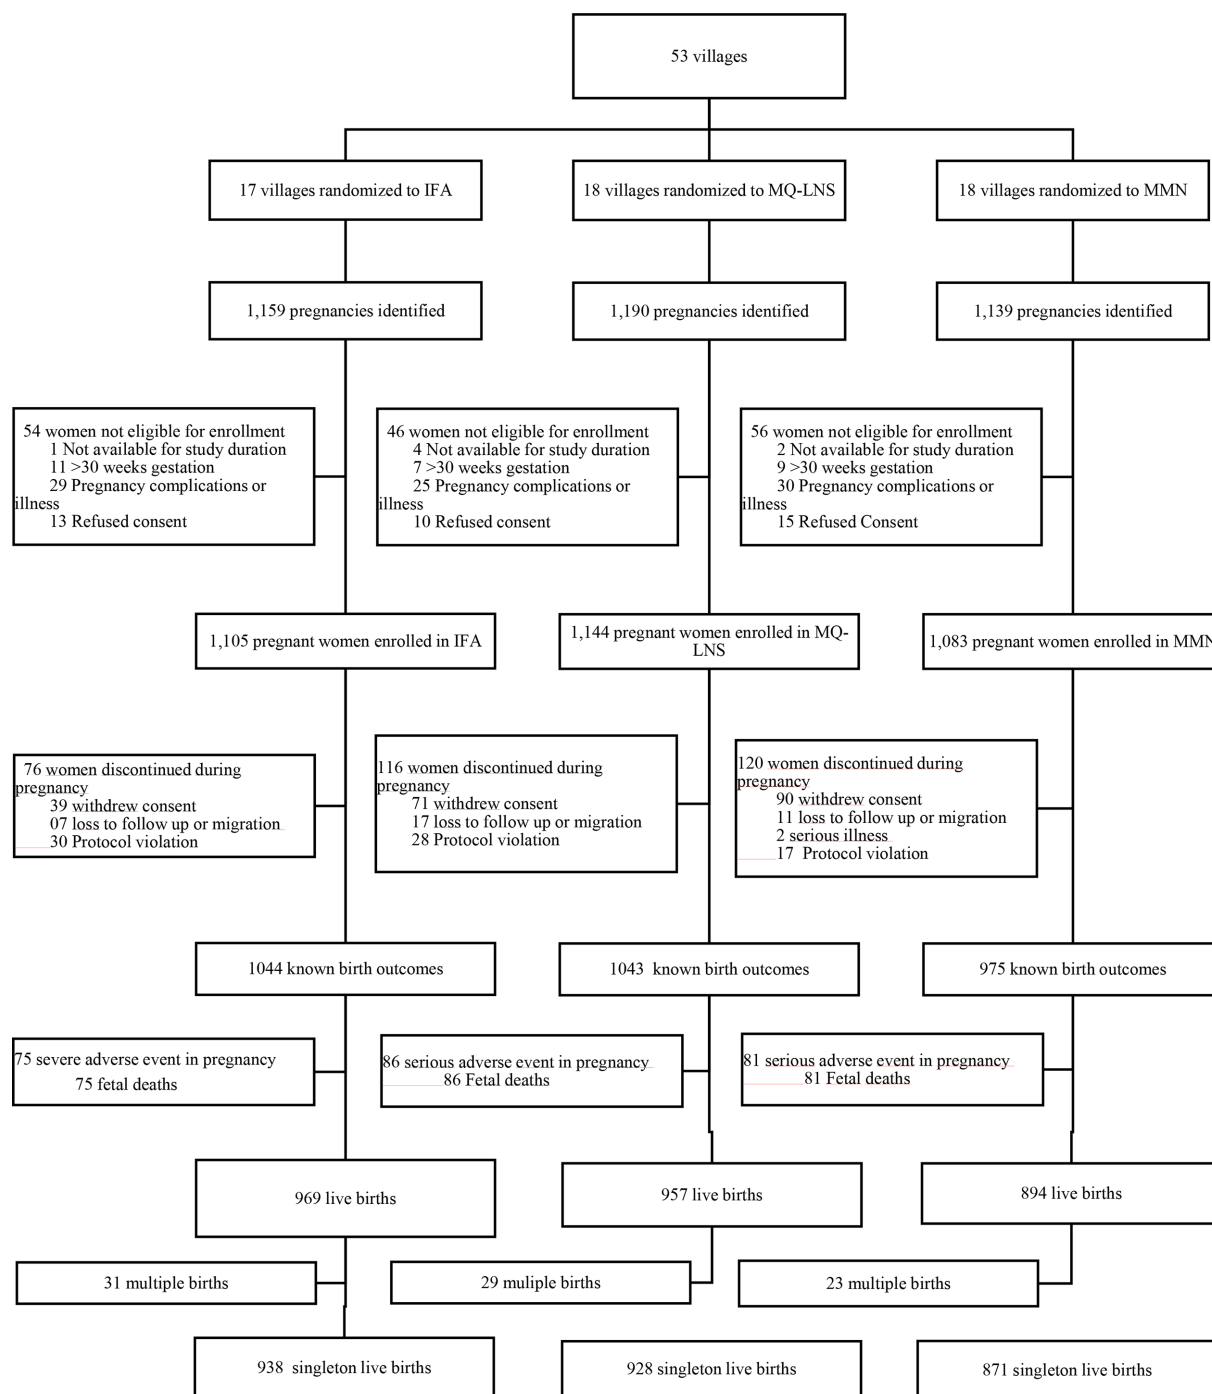 53 villages
17 villages randomized to IFA
18 villages randomized to MQ-LNS
18 villages randomized to MMN
1,159 pregnancies identified
1,190 pregnancies identified
1,139 pregnancies identified
54 women not eligible for enrollment
1 Not available for study duration
11 >30 weeks gestation
29 Pregnancy complications or
illness
13 Refused consent
46 women not eligible for enrollment
4 Not available for study duration
7 >30 weeks gestation
25 Pregnancy complications or
illness
10 Refused consent
56 women not eligible for enrollment
2 Not available for study duration
9 >30 weeks gestation
30 Pregnancy complications or
illness
15 Refused Consent
1,105 pregnant women enrolled in IFA
1,144 pregnant women enrolled in MQ-
LNS
1,083 pregnant women enrolled in MMN
76 women discontinued during
pregnancy
39 withdrew consent
07 loss to follow up or migration
30 Protocol violation
116 women discontinued during
pregnancy
71 withdrew consent
17 loss to follow up or migration
28 Protocol violation
120 women discontinued during
pregnancy
90 withdrew consent
11 loss to follow up or migration
2 serious illness
17 Protocol violation
1044 known birth outcomes
1043 known birth outcomes
975 known birth outcomes
75 severe adverse event in pregnancy
75 fetal deaths
86 serious adverse event in pregnancy
86 Fetal deaths
81 serious adverse event in pregnancy
81 Fetal deaths
969 live births
957 live births
894 live births
31 multiple births
29 muliple births
23 multiple births
938 singleton live births
928 singleton live births
871 singleton live births